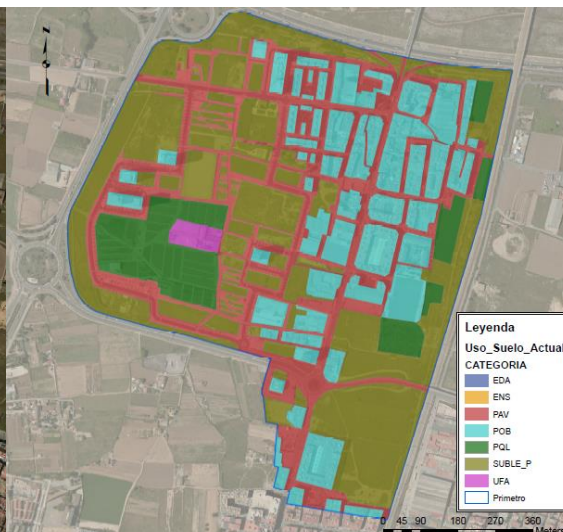 N
Leyenda
Uso_Suelo_Actual
CATEGORIA
EDA
ENS
PAV
POB
PQL
SUBLE_P
UFA
Primetro
0 45 90 180 270 360